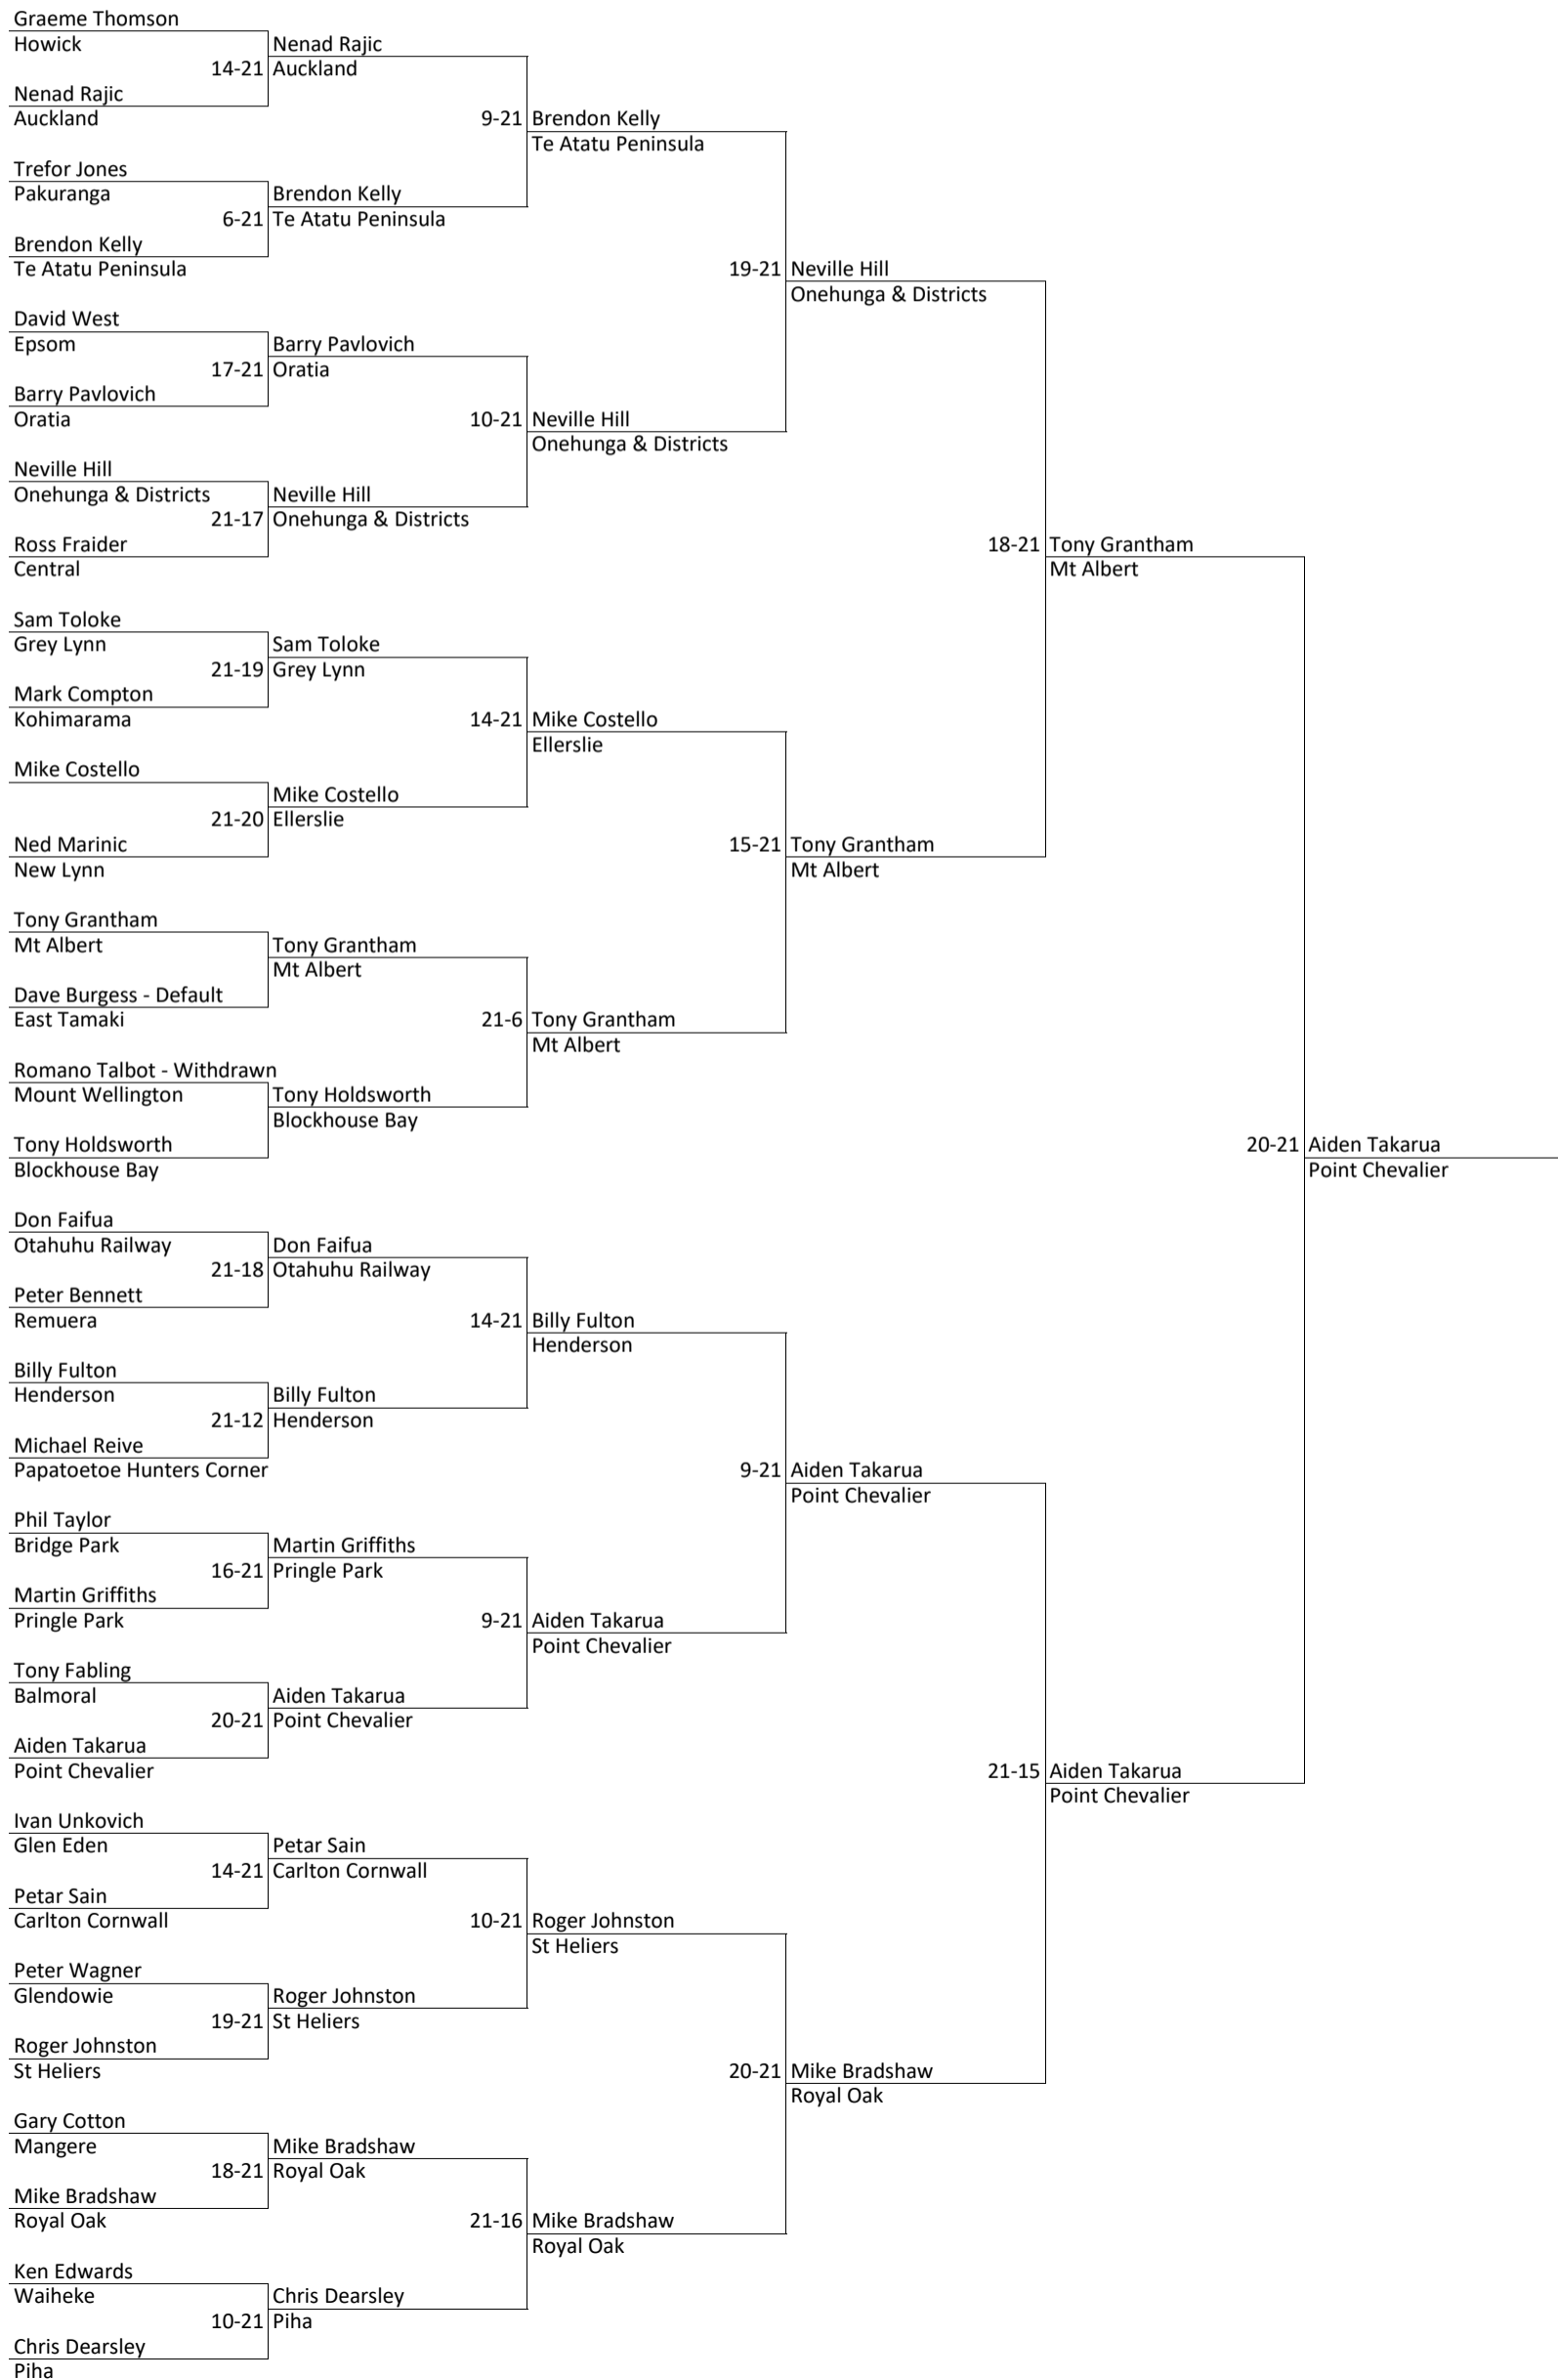 Graeme Thomson
Howick
Nenad Rajic
14-21
Auckland
Nenad Rajic
Auckland
9-21
Brendon Kelly
Te Atatu Peninsula
Trefor Jones
Pakuranga
Brendon Kelly
6-21
Te Atatu Peninsula
Brendon Kelly
Te Atatu Peninsula
19-21
Neville Hill
Onehunga & Districts
David West
Epsom
Barry Pavlovich
17-21
Oratia
Barry Pavlovich
Oratia
10-21
Neville Hill
Onehunga & Districts
Neville Hill
Onehunga & Districts
Neville Hill
21-17
Onehunga & Districts
Ross Fraider
Central
18-21
Tony Grantham
Mt Albert
Sam Toloke
Grey Lynn
Sam Toloke
21-19
Grey Lynn
Mark Compton
Kohimarama
14-21
Mike Costello
Ellerslie
Mike Costello
Mike Costello
21-20
Ellerslie
Ned Marinic
New Lynn
15-21
Tony Grantham
Mt Albert
Tony Grantham
Mt Albert
Tony Grantham
Mt Albert
Dave Burgess - Default
East Tamaki
21-6
Tony Grantham
Mt Albert
Romano Talbot - Withdrawn
Mount Wellington
Tony Holdsworth
Blockhouse Bay
Tony Holdsworth
Blockhouse Bay
20-21
Aiden Takarua
Point Chevalier
Don Faifua
Otahuhu Railway
Don Faifua
21-18
Otahuhu Railway
Peter Bennett
Remuera
14-21
Billy Fulton
Henderson
Billy Fulton
Henderson
Billy Fulton
21-12
Henderson
Michael Reive
Papatoetoe Hunters Corner
9-21
Aiden Takarua
Point Chevalier
Phil Taylor
Bridge Park
Martin Griffiths
16-21
Pringle Park
Martin Griffiths
Pringle Park
9-21
Aiden Takarua
Point Chevalier
Tony Fabling
Balmoral
Aiden Takarua
20-21
Point Chevalier
Aiden Takarua
Point Chevalier
21-15
Aiden Takarua
Point Chevalier
Ivan Unkovich
Glen Eden
Petar Sain
14-21
Carlton Cornwall
Petar Sain
Carlton Cornwall
10-21
Roger Johnston
St Heliers
Peter Wagner
Glendowie
Roger Johnston
19-21
St Heliers
Roger Johnston
St Heliers
20-21
Mike Bradshaw
Royal Oak
Gary Cotton
Mangere
Mike Bradshaw
18-21
Royal Oak
Mike Bradshaw
Royal Oak
21-16
Mike Bradshaw
Royal Oak
Ken Edwards
Waiheke
Chris Dearsley
10-21
Piha
Chris Dearsley
Piha